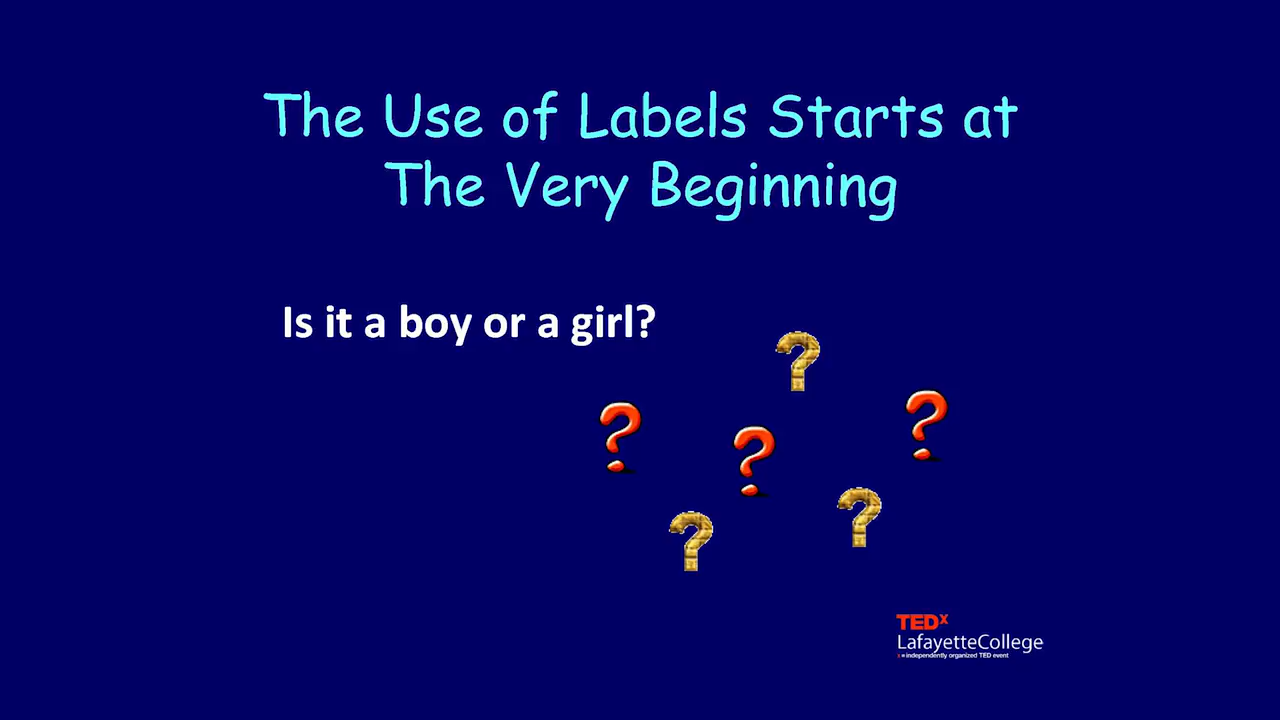 The Use of Labels Starts at
The Very Beginning
Is it a boy or a girl?
?
?
?
?
?
?
TEDx
LafayetteCollege
x = independently organized TED event